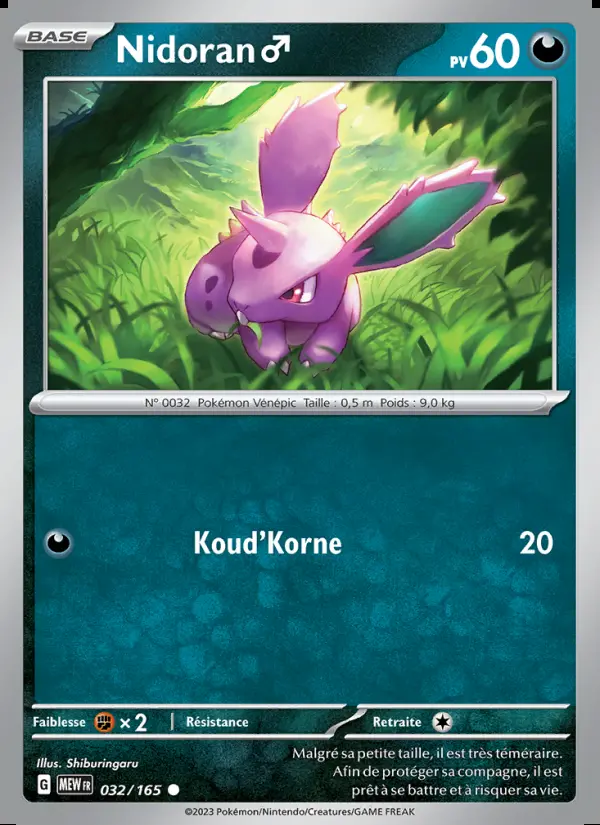 BASE
Nidoran♂
PV 60
N° 0032 Pokémon Vénépic Taille : 0,5 m Poids : 9,0 kg
Koud'Korne 20
Faiblesse ×2 Résistance Retraite
Illus. Shiburingaru
G MEW FR 032/165
Malgré sa petite taille, il est très téméraire.
Afin de protéger sa compagne, il est
prêt à se battre et à risquer sa vie.
©2023 Pokémon/Nintendo/Creatures/GAME FREAK